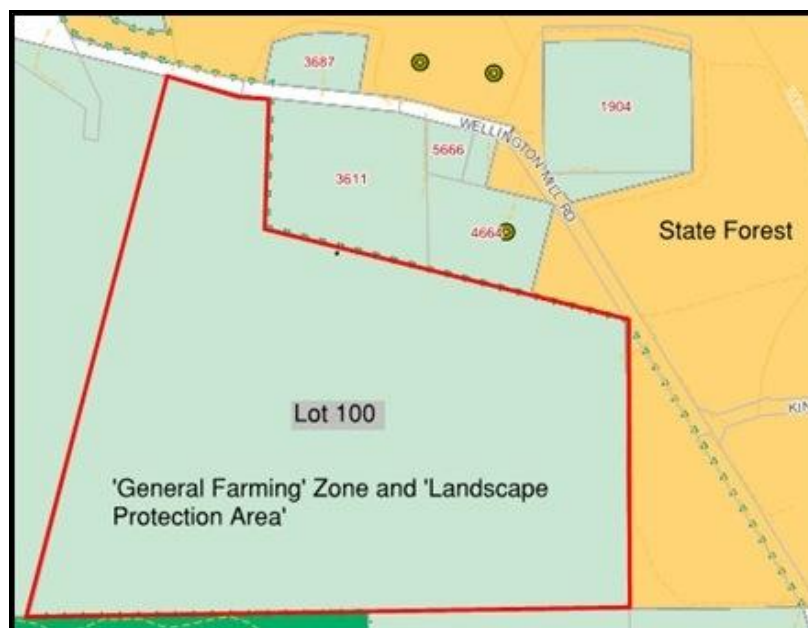 3687
1904
WELLINGTON MILL RD
5666
3611
4664
State Forest
KIN
Lot 100
'General Farming' Zone and 'Landscape
Protection Area'